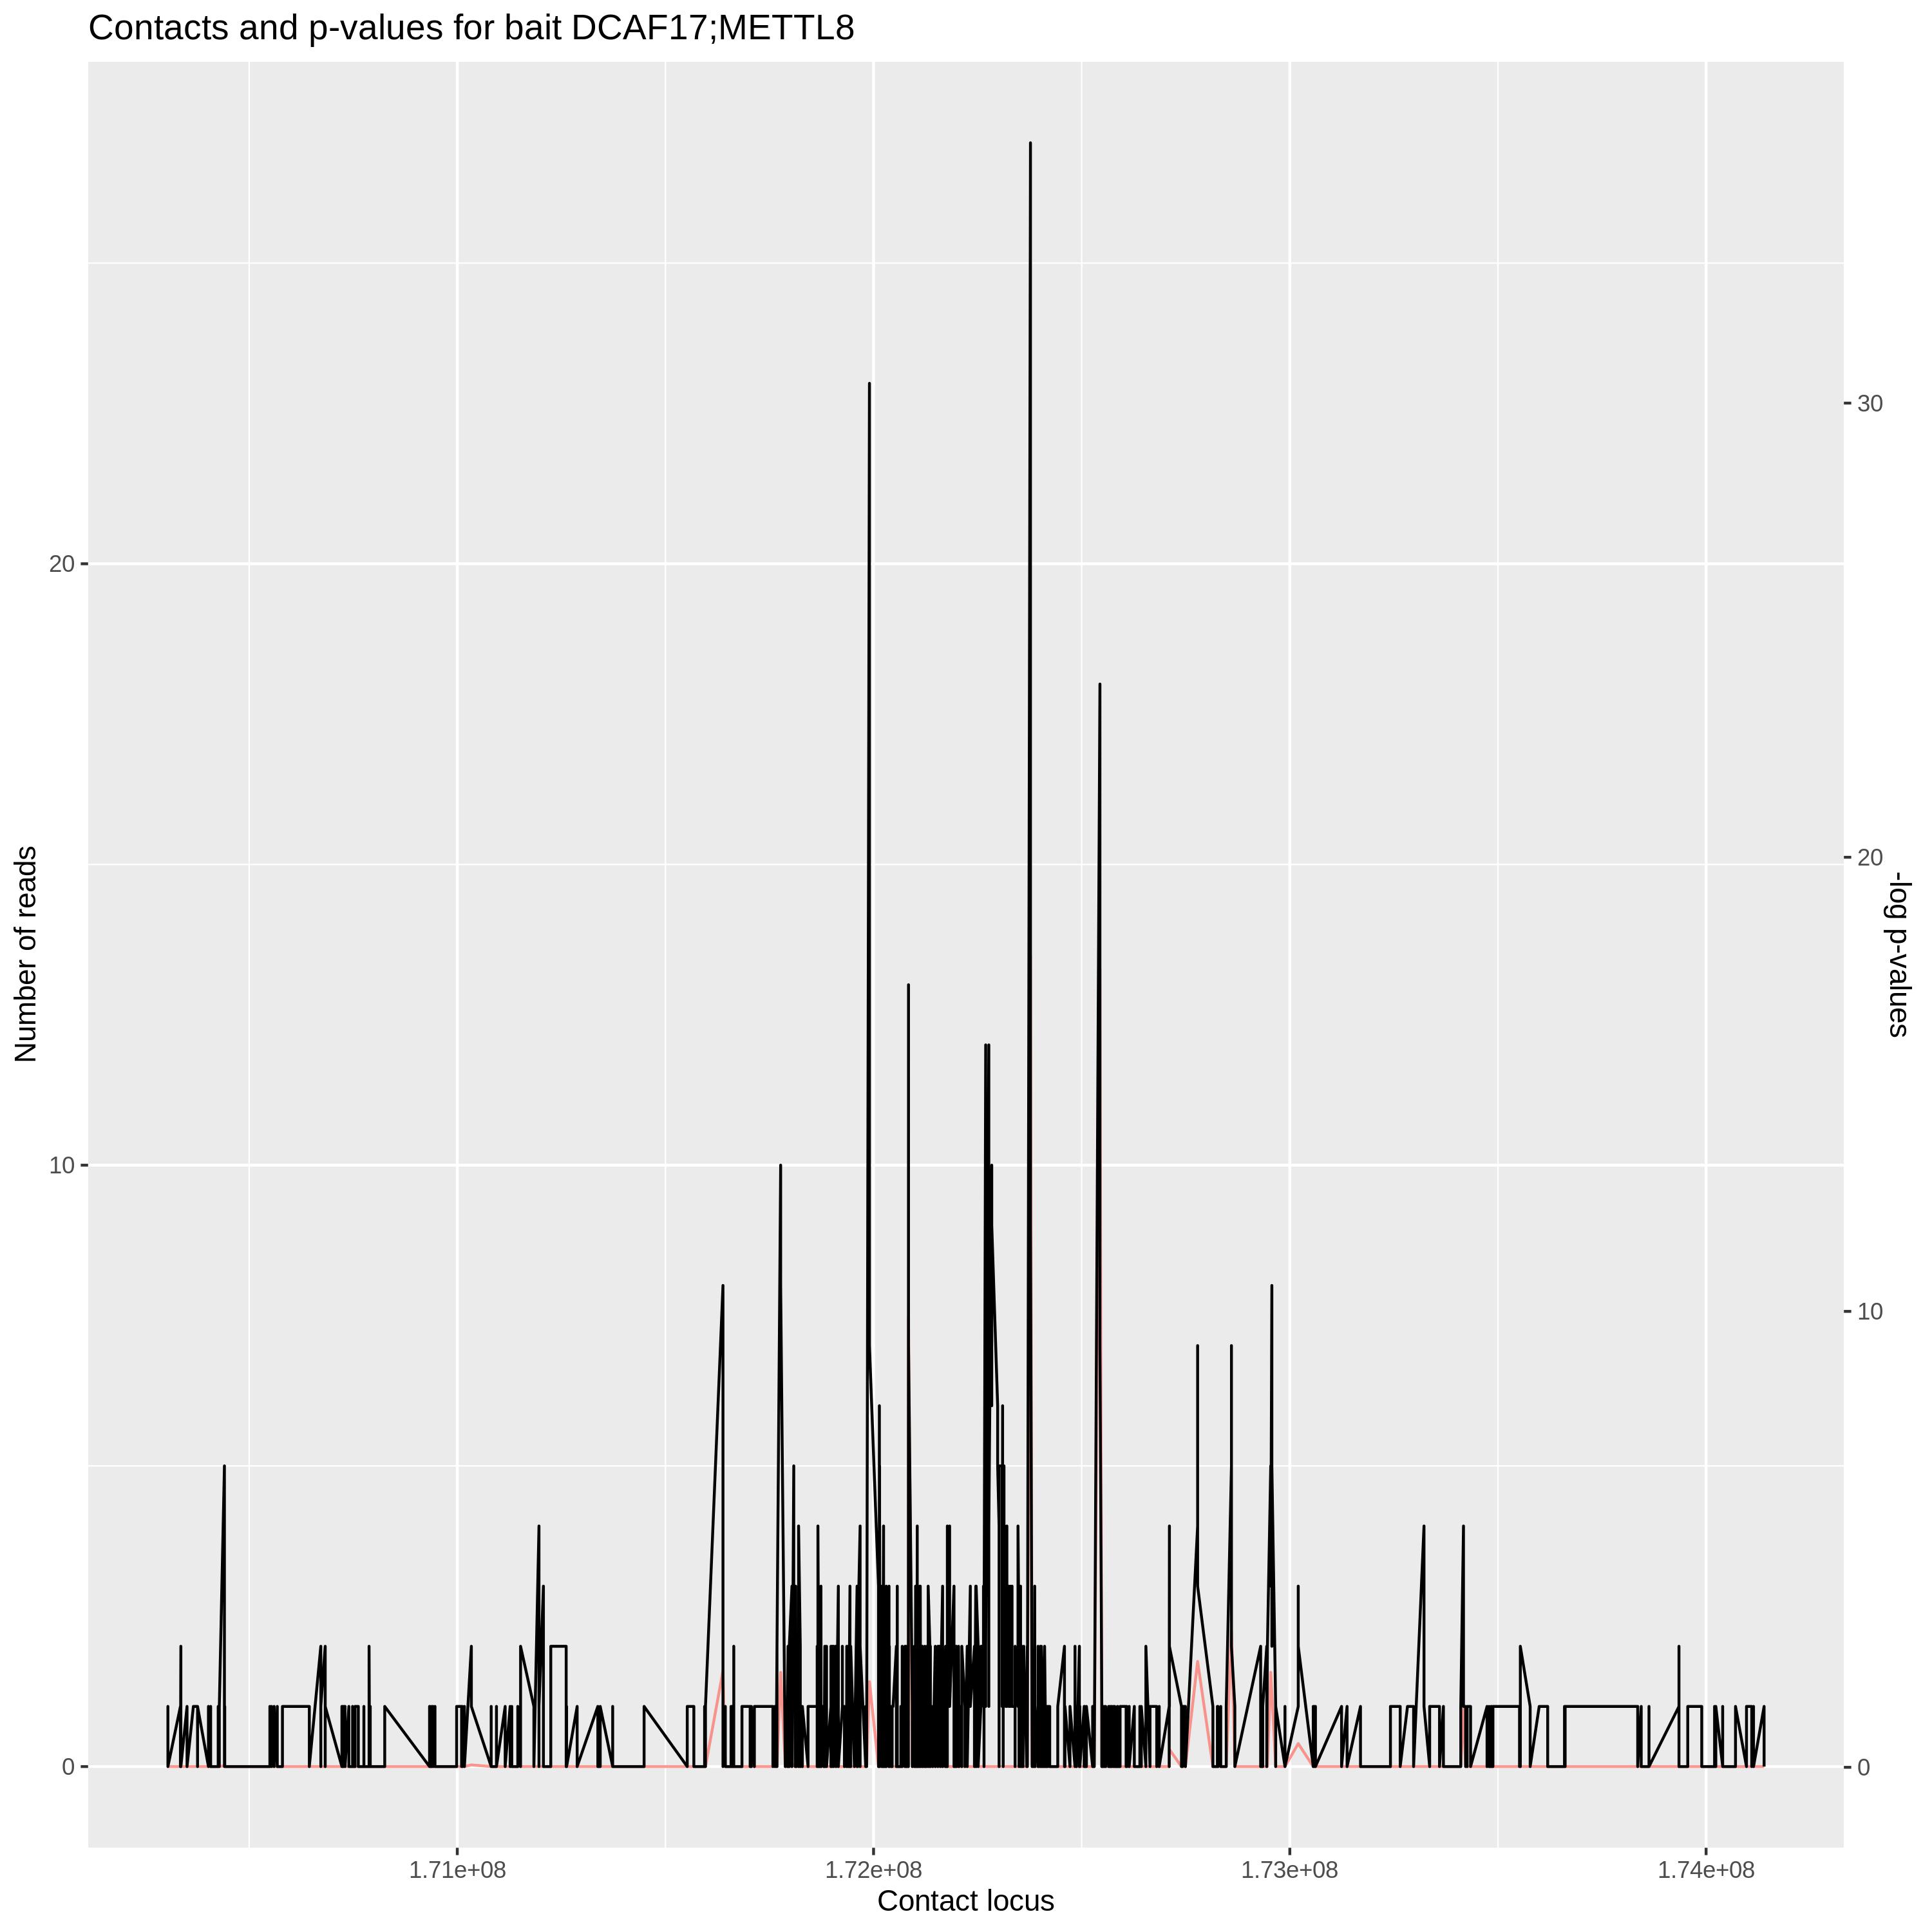 Contacts and p-values for bait DCAF17;METTL8
Number of reads
20
10
0
30
20
10
0
-log p-values
1.71e+08 1.72e+08 1.73e+08 1.74e+08
Contact locus